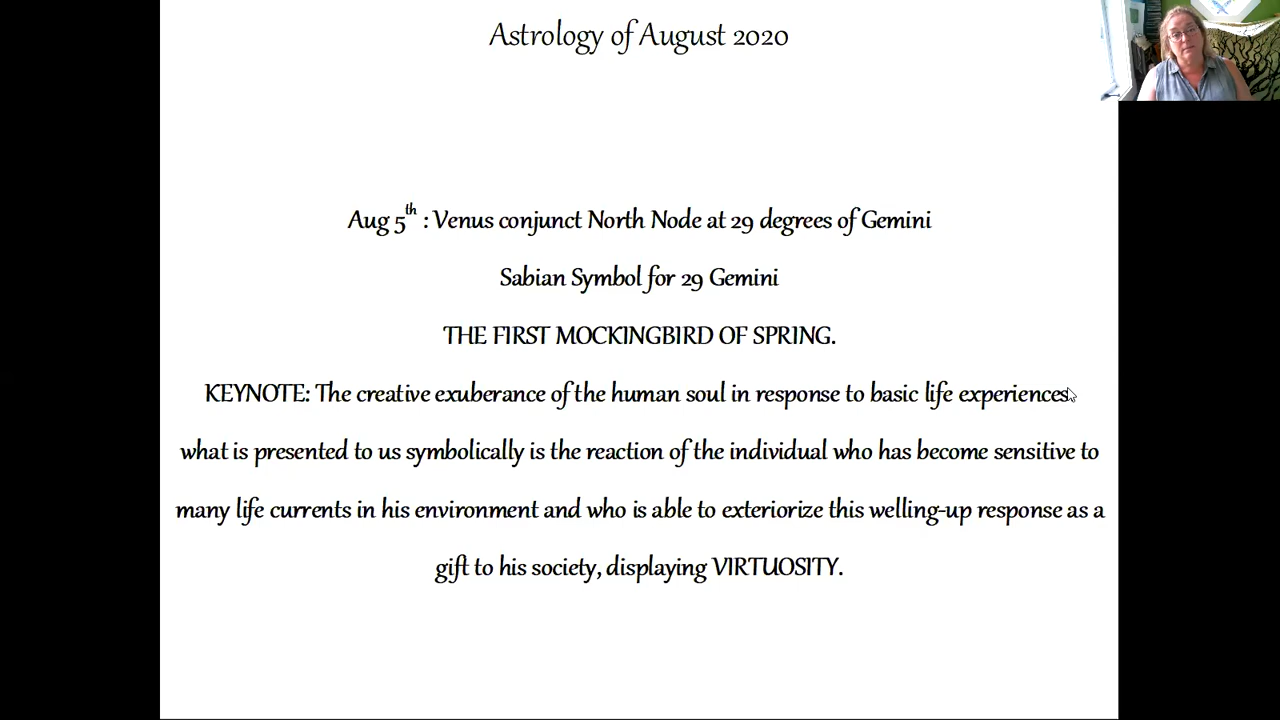 Astrology of August 2020
Aug 5th : Venus conjunct North Node at 29 degrees of Gemini
Sabian Symbol for 29 Gemini
THE FIRST MOCKINGBIRD OF SPRING.
KEYNOTE: The creative exuberance of the human soul in response to basic life experiences.
what is presented to us symbolically is the reaction of the individual who has become sensitive to
many life currents in his environment and who is able to exteriorize this welling-up response as a
gift to his society, displaying VIRTUOSITY.